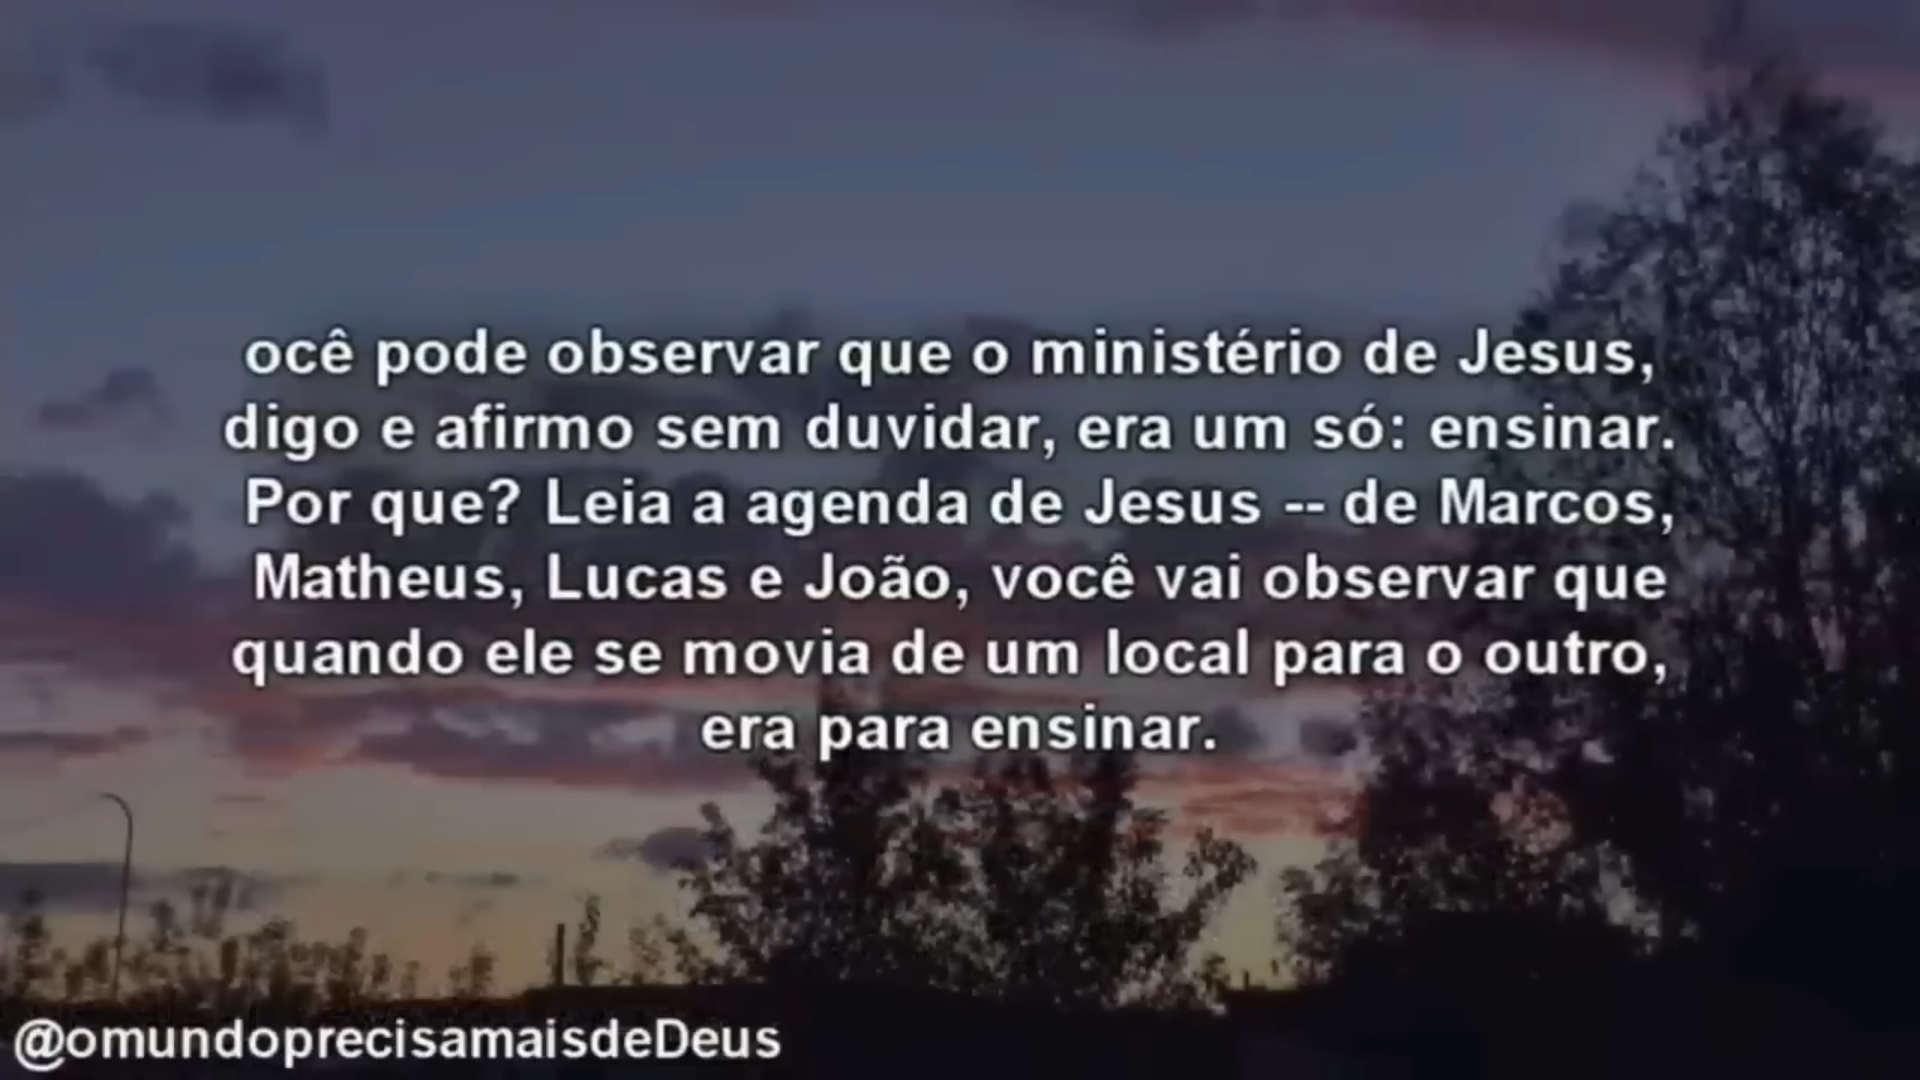 ocê pode observar que o ministério de Jesus,
digo e afirmo sem duvidar, era um só: ensinar.
Por que? Leia a agenda de Jesus -- de Marcos,
Matheus, Lucas e João, você vai observar que
quando ele se movia de um local para o outro,
era para ensinar.
@omundoprecisamaisdeDeus